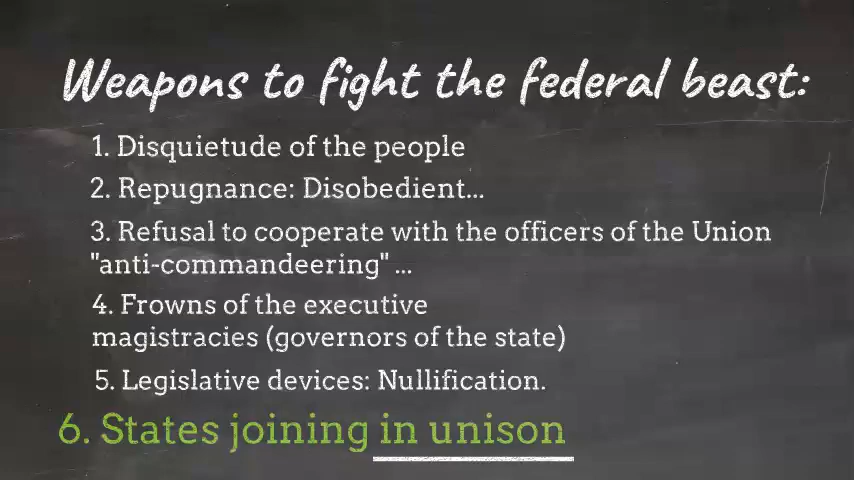 Weapons to fight the federal beast:
1. Disquietude of the people
2. Repugnance: Disobedient...
3. Refusal to cooperate with the officers of the Union
"anti-commandeering" ...
4. Frowns of the executive
magistracies (governors of the state)
5. Legislative devices: Nullification.
6. States joining in unison